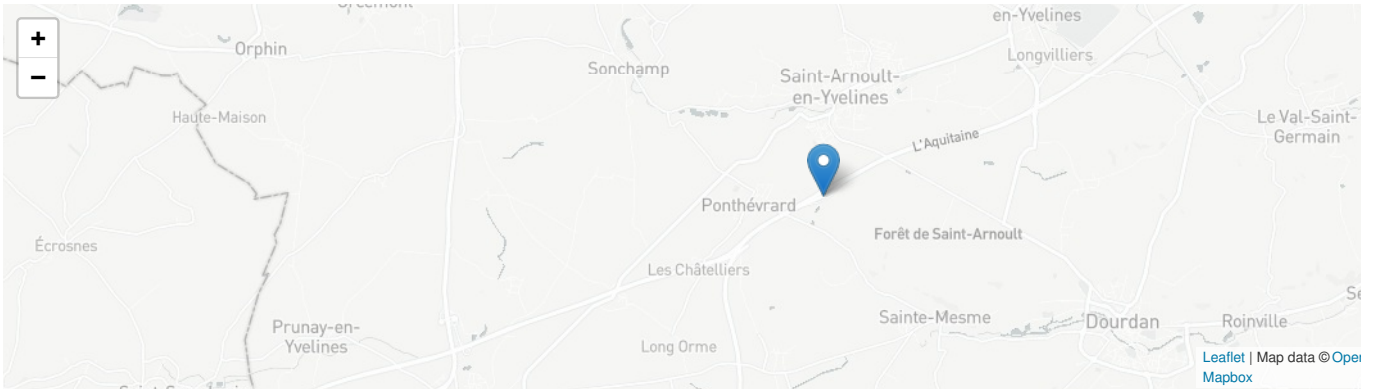 +
−
Orphin
Haute-Maison
Écrosnes
Prunay-en-
Yvelines
Sonchamp
Saint-Arnoult-
en-Yvelines
en-Yvelines
Longvilliers
Le Val-Saint-
Germain
L'Aquitaine
Ponthévrard
Forêt de Saint-Arnoult
Les Châtelliers
Long Orme
Sainte-Mesme
Dourdan
Roinville
Leaflet | Map data © Oper
Mapbox